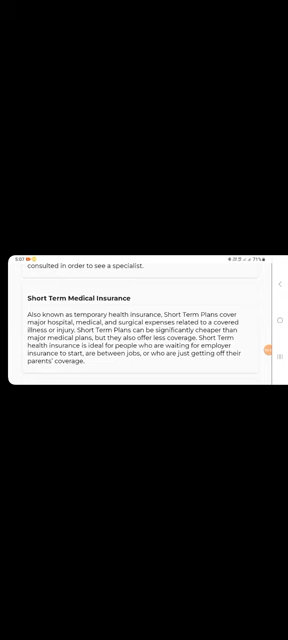 5:07
71%
consulted in order to see a specialist.
Short Term Medical Insurance
Also known as temporary health insurance, Short Term Plans cover
major hospital, medical, and surgical expenses related to a covered
illness or injury. Short Term Plans can be significantly cheaper than
major medical plans, but they also offer less coverage. Short Term
health insurance is ideal for people who are waiting for employer
insurance to start, are between jobs, or who are just getting off their
parents' coverage.